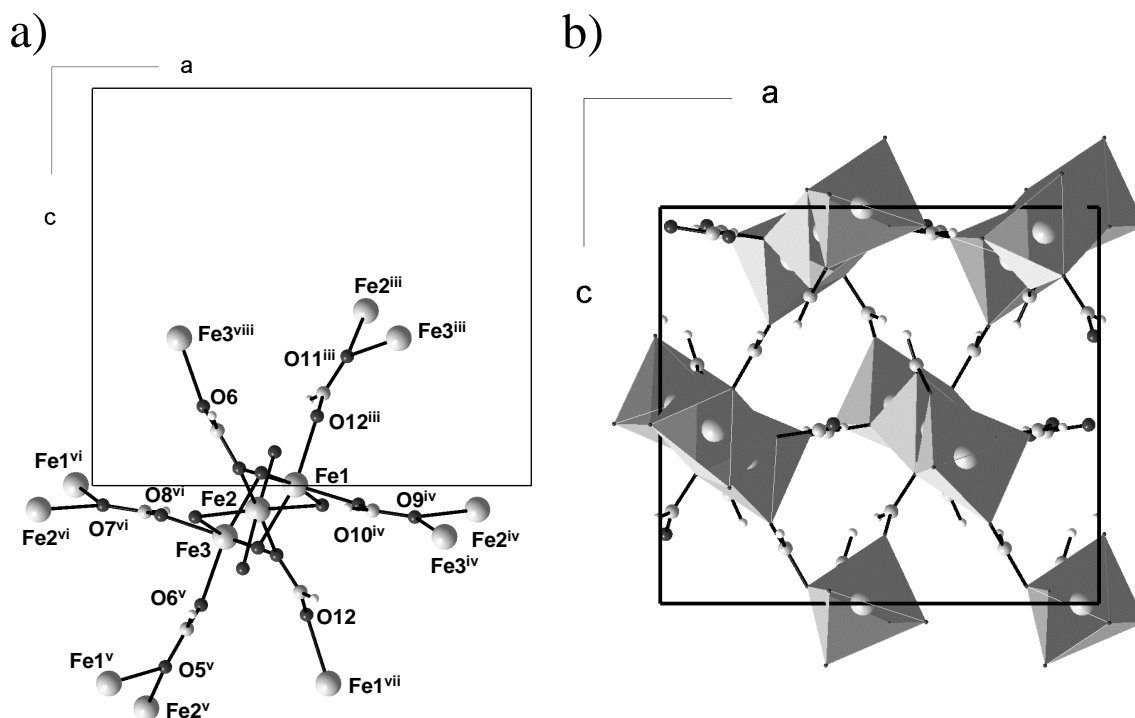 a)
b)
a
a
c
c
Fe2ⁱⁱⁱ
Fe3ᵛⁱⁱⁱ
Fe3ⁱⁱⁱ
O11ⁱⁱⁱ
O6
O12ⁱⁱⁱ
Fe1ᵛⁱ
Fe1
O8ᵛⁱ
Fe2
O9ⁱᵛ
Fe2ᵛⁱ
O7ᵛⁱ
O10ⁱᵛ
Fe2ⁱᵛ
Fe3
Fe3ⁱᵛ
O6ᵛ
O12
Fe1ᵛ
O5ᵛ
Fe1ᵛⁱⁱ
Fe2ᵛ